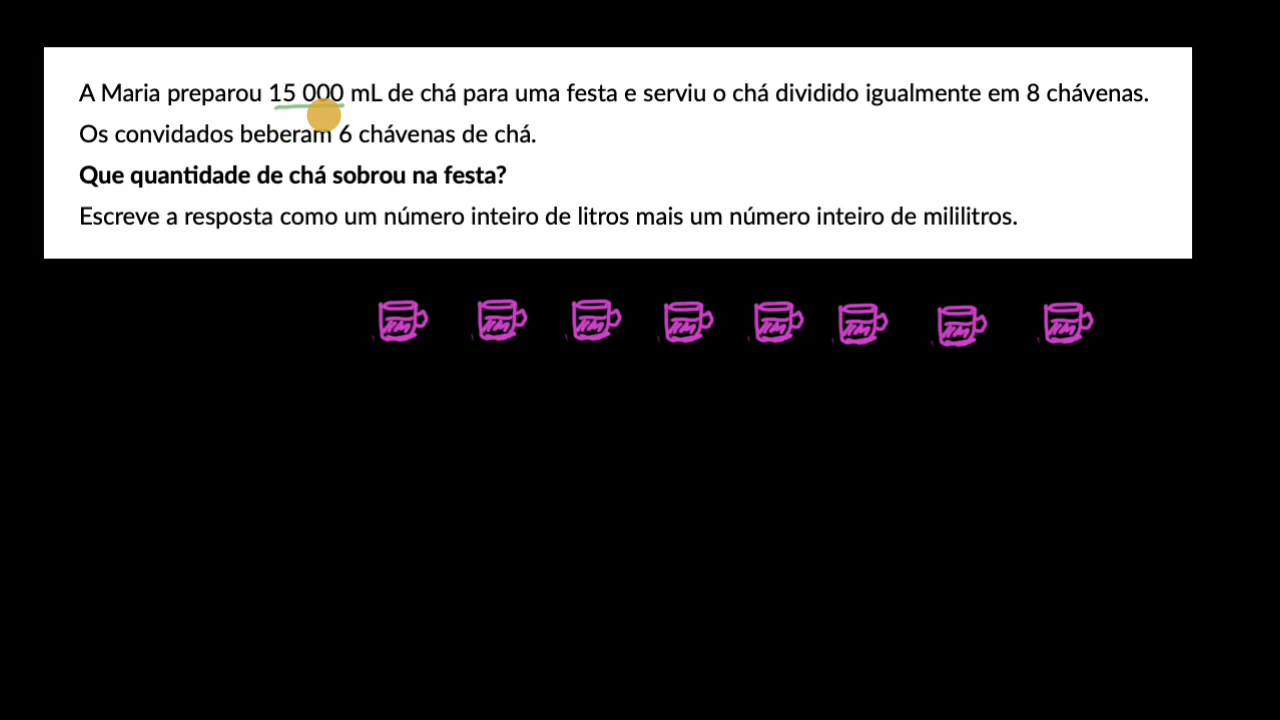 A Maria preparou 15 000 mL de chá para uma festa e serviu o chá dividido igualmente em 8 chávenas.
Os convidados beberam 6 chávenas de chá.
Que quantidade de chá sobrou na festa?
Escreve a resposta como um número inteiro de litros mais um número inteiro de mililitros.